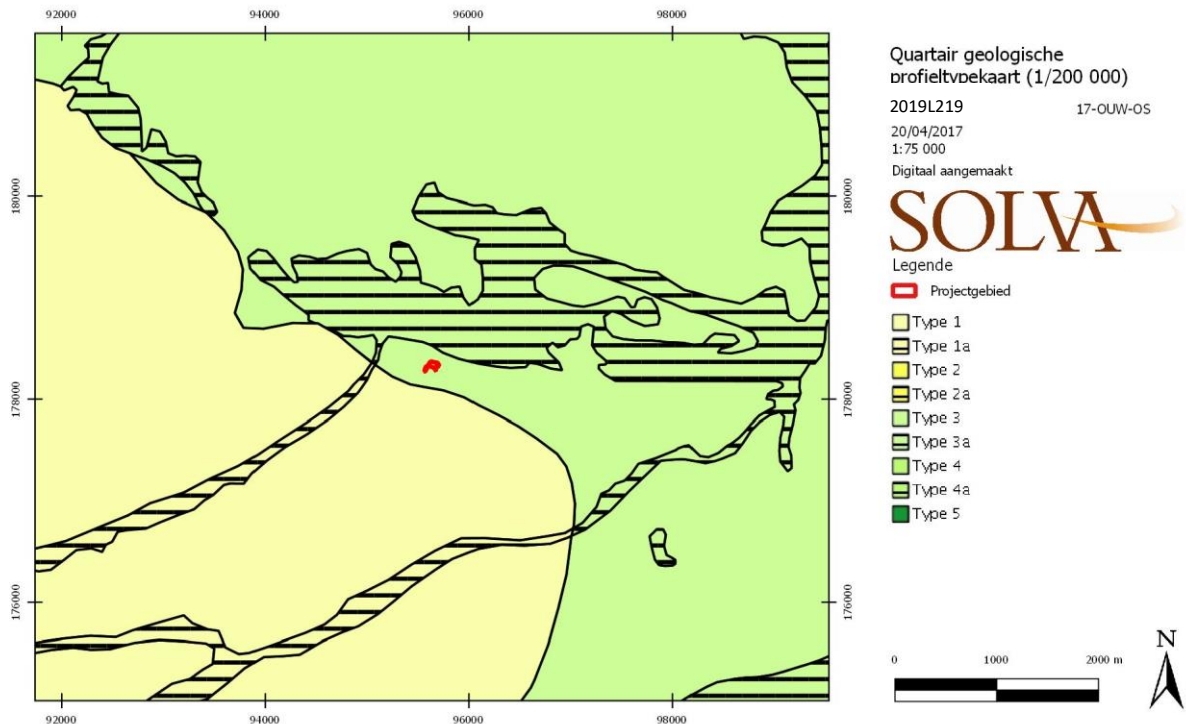 92000 94000 96000 98000
180000 180000
178000 178000
176000 176000
92000 94000 96000 98000
Quartair geologische
profieltypekaart (1/200 000)
2019L219 17-OUW-OS
20/04/2017
1:75 000
Digitaal aangemaakt
SOLVA
Legende
Projectgebied
Type 1
Type 1a
Type 2
Type 2a
Type 3
Type 3a
Type 4
Type 4a
Type 5
N
0 1000 2000 m